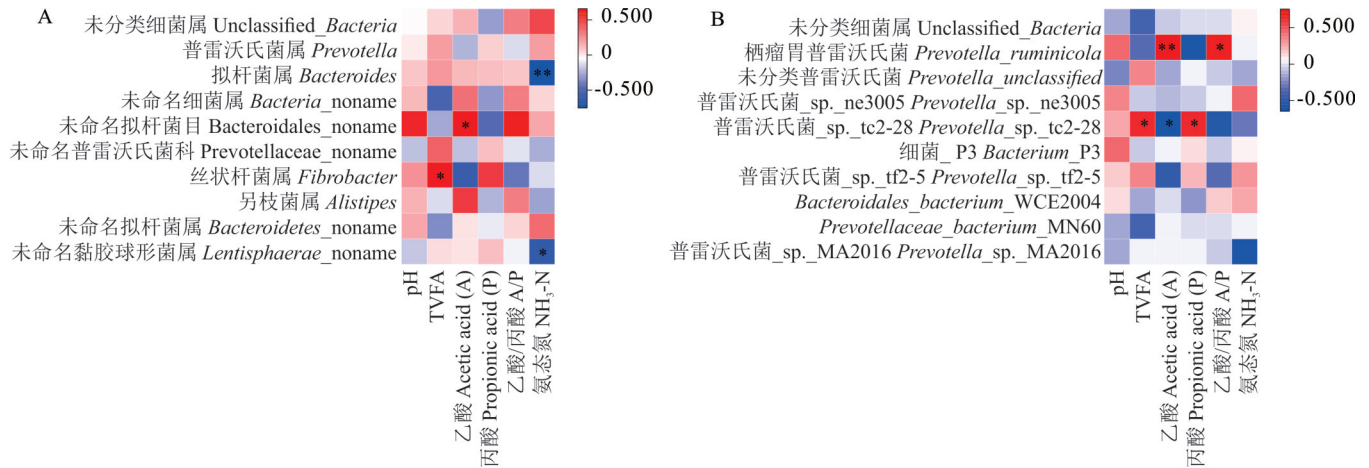 A
未分类细菌属 Unclassified_Bacteria
普雷沃氏菌属 Prevotella
拟杆菌属 Bacteroides
未命名细菌属 Bacteria_noname
未命名拟杆菌目 Bacteroidales_noname
未命名普雷沃氏菌科 Prevotellaceae_noname
丝状杆菌属 Fibrobacter
另枝菌属 Alistipes
未命名拟杆菌属 Bacteroidetes_noname
未命名黏胶球形菌属 Lentisphaerae_noname
**
*
*
*
pH
TVFA
乙酸 Acetic acid (A)
丙酸 Propionic acid (P)
乙酸/丙酸 A/P
氨态氮 NH₃-N
0.500
0
-0.500
B
未分类细菌属 Unclassified_Bacteria
栖瘤胃普雷沃氏菌 Prevotella_ruminicola
未分类普雷沃氏菌 Prevotella_unclassified
普雷沃氏菌_sp._ne3005 Prevotella_sp._ne3005
普雷沃氏菌_sp._tc2-28 Prevotella_sp._tc2-28
细菌_ P3 Bacterium_P3
普雷沃氏菌_sp._tf2-5 Prevotella_sp._tf2-5
Bacteroidales_bacterium_WCE2004
Prevotellaceae_bacterium_MN60
普雷沃氏菌_sp._MA2016 Prevotella_sp._MA2016
** *
* * *
pH
TVFA
乙酸 Acetic acid (A)
丙酸 Propionic acid (P)
乙酸/丙酸 A/P
氨态氮 NH₃-N
0.500
0
-0.500